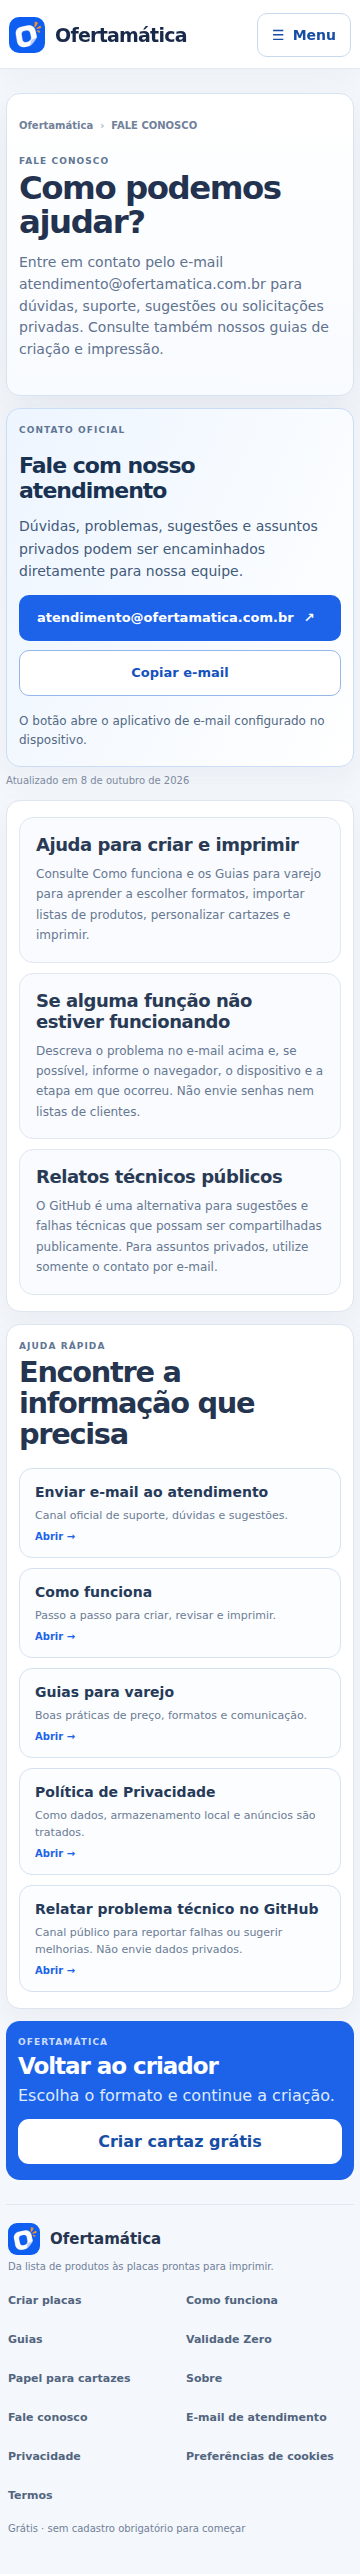 Ofertamática
☰ Menu
Ofertamática › FALE CONOSCO
FALE CONOSCO
Como podemos
ajudar?
Entre em contato pelo e-mail
atendimento@ofertamatica.com.br para
dúvidas, suporte, sugestões ou solicitações
privadas. Consulte também nossos guias de
criação e impressão.
CONTATO OFICIAL
Fale com nosso
atendimento
Dúvidas, problemas, sugestões e assuntos
privados podem ser encaminhados
diretamente para nossa equipe.
atendimento@ofertamatica.com.br ↗
Copiar e-mail
O botão abre o aplicativo de e-mail configurado no
dispositivo.
Atualizado em 8 de outubro de 2026
Ajuda para criar e imprimir
Consulte Como funciona e os Guias para varejo
para aprender a escolher formatos, importar
listas de produtos, personalizar cartazes e
imprimir.
Se alguma função não
estiver funcionando
Descreva o problema no e-mail acima e, se
possível, informe o navegador, o dispositivo e a
etapa em que ocorreu. Não envie senhas nem
listas de clientes.
Relatos técnicos públicos
O GitHub é uma alternativa para sugestões e
falhas técnicas que possam ser compartilhadas
publicamente. Para assuntos privados, utilize
somente o contato por e-mail.
AJUDA RÁPIDA
Encontre a
informação que
precisa
Enviar e-mail ao atendimento
Canal oficial de suporte, dúvidas e sugestões.
Abrir →
Como funciona
Passo a passo para criar, revisar e imprimir.
Abrir →
Guias para varejo
Boas práticas de preço, formatos e comunicação.
Abrir →
Política de Privacidade
Como dados, armazenamento local e anúncios são
tratados.
Abrir →
Relatar problema técnico no GitHub
Canal público para reportar falhas ou sugerir
melhorias. Não envie dados privados.
Abrir →
OFERTAMÁTICA
Voltar ao criador
Escolha o formato e continue a criação.
Criar cartaz grátis
Ofertamática
Da lista de produtos às placas prontas para imprimir.
Criar placas
Como funciona
Guias
Validade Zero
Papel para cartazes
Sobre
Fale conosco
E-mail de atendimento
Privacidade
Preferências de cookies
Termos
Grátis · sem cadastro obrigatório para começar